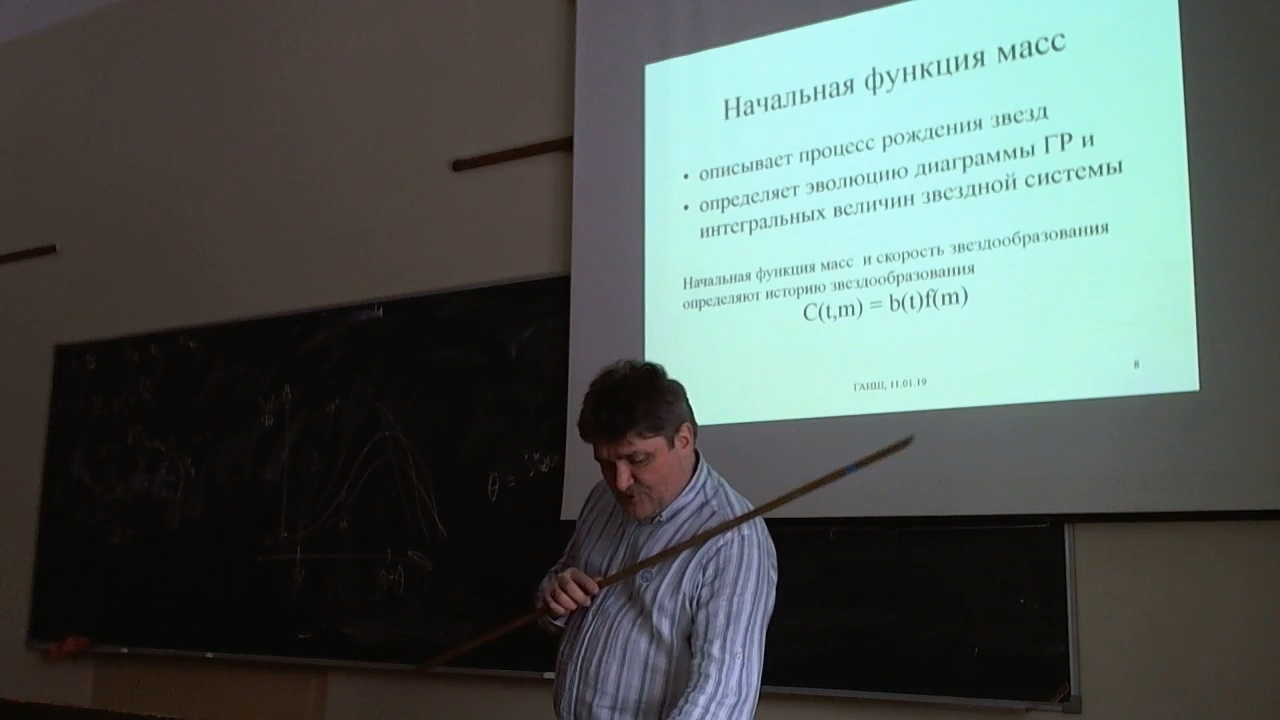 Начальная функция масс
• описывает процесс рождения звезд
• определяет эволюцию диаграммы ГР и
интегральных величин звездной системы
Начальная функция масс и скорость звездообразования
определяют историю звездообразования
C(t,m) = b(t)f(m)
ГАИШ, 11.01.19
8
θ =